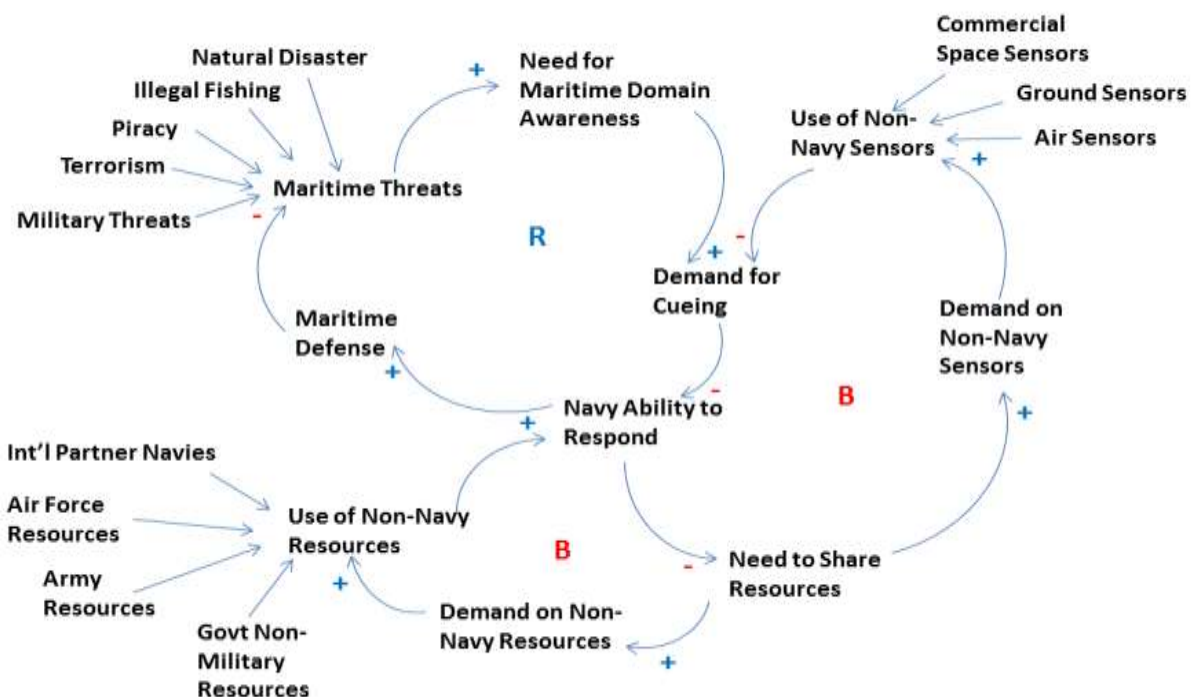 Commercial
Space Sensors
Natural Disaster
+
Need for
Maritime Domain
Awareness
Illegal Fishing
Ground Sensors
Piracy
Use of Non-
Navy Sensors
Air Sensors
+
Terrorism
Maritime Threats
Military Threats
-
R
-
+
Demand for
Cueing
Maritime
Defense
+
Demand on
Non-Navy
Sensors
-
B
+
Navy Ability to
Respond
+
Int'l Partner Navies
Air Force
Resources
Use of Non-Navy
Resources
B
-
Need to Share
Resources
Army
Resources
+
Demand on Non-
Navy Resources
+
Govt Non-
Military
Resources